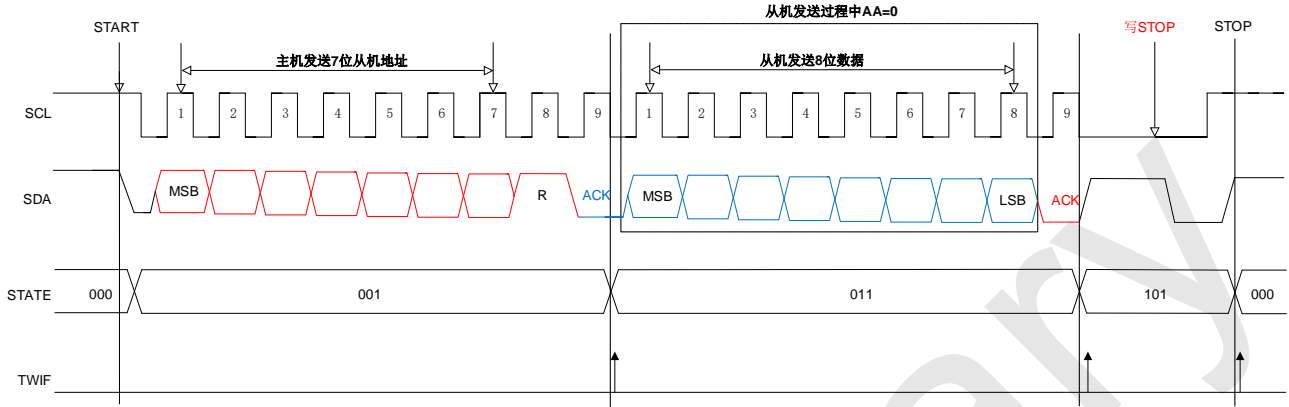 从机发送过程中AA=0
START
写STOP
STOP
主机发送7位从机地址
从机发送8位数据
SCL
1 2 3 4 5 6 7 8 9 1 2 3 4 5 6 7 8 9
SDA
MSB
R
ACK
MSB
LSB
ACK
STATE
000
001
011
101
000
TWIF